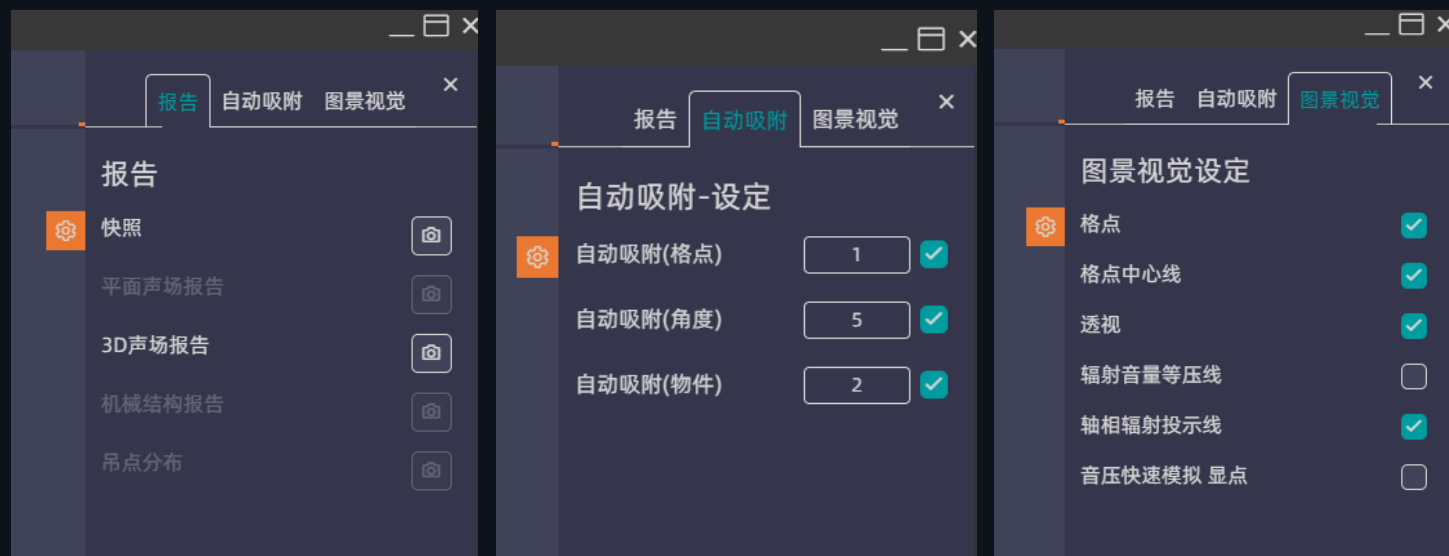 报告 自动吸附 图景视觉
报告
快照
平面声场报告
3D声场报告
机械结构报告
吊点分布
报告 自动吸附 图景视觉
自动吸附-设定
自动吸附(格点) 1
自动吸附(角度) 5
自动吸附(物件) 2
报告 自动吸附 图景视觉
图景视觉设定
格点
格点中心线
透视
辐射音量等压线
轴相辐射投示线
音压快速模拟 显点